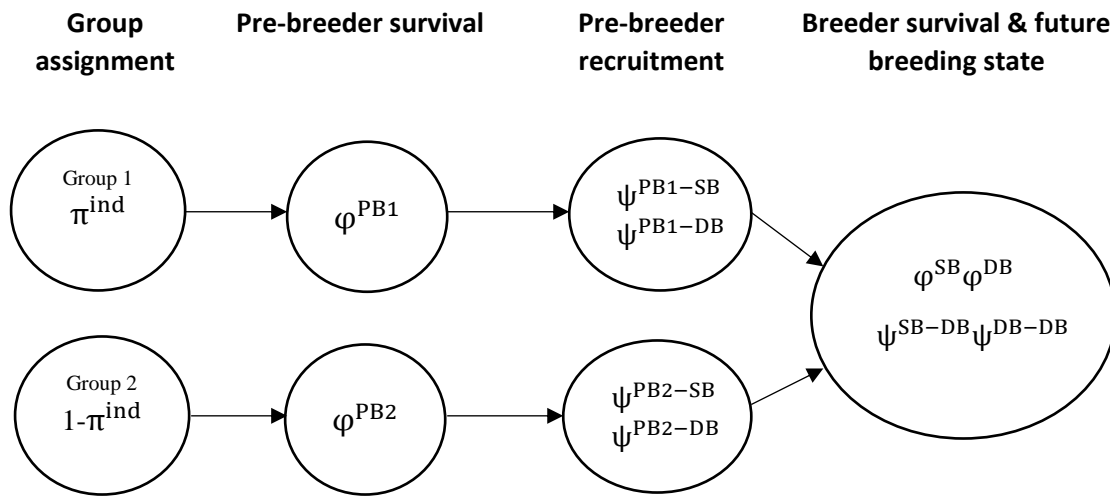 Group
assignment
Pre-breeder survival
Pre-breeder
recruitment
Breeder survival & future
breeding state
Group 1
π^ind
φ^PB1
ψ^PB1−SB
ψ^PB1−DB
φ^SB φ^DB
ψ^SB−DB ψ^DB−DB
Group 2
1-π^ind
φ^PB2
ψ^PB2−SB
ψ^PB2−DB